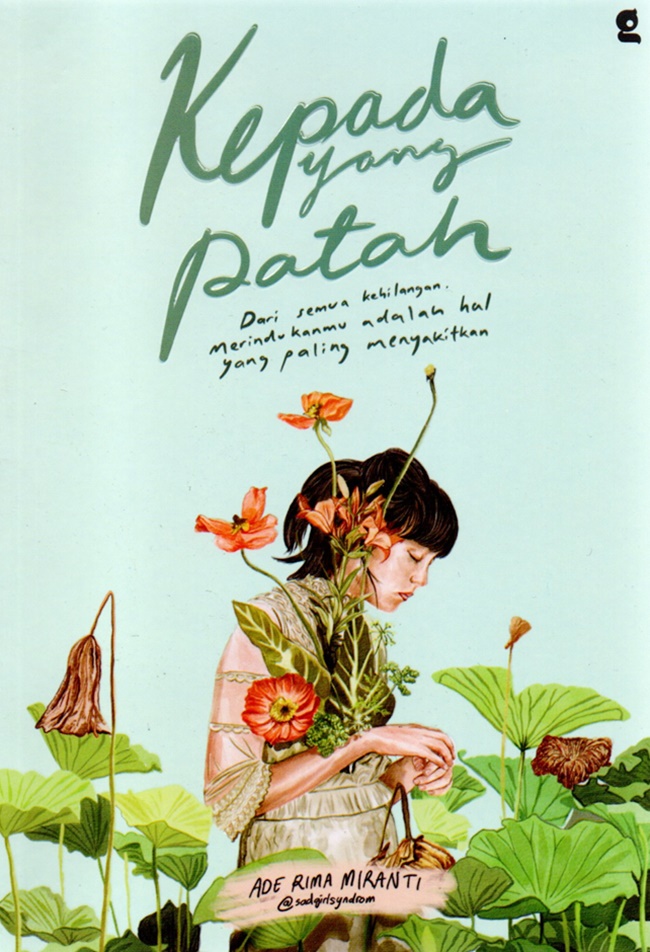 Kepada
yang
patah
Dari semua kehilangan.
Merindukanmu adalah hal
yang paling menyakitkan
ADE RIMA MIRANTI
@sadgirlsyndrom